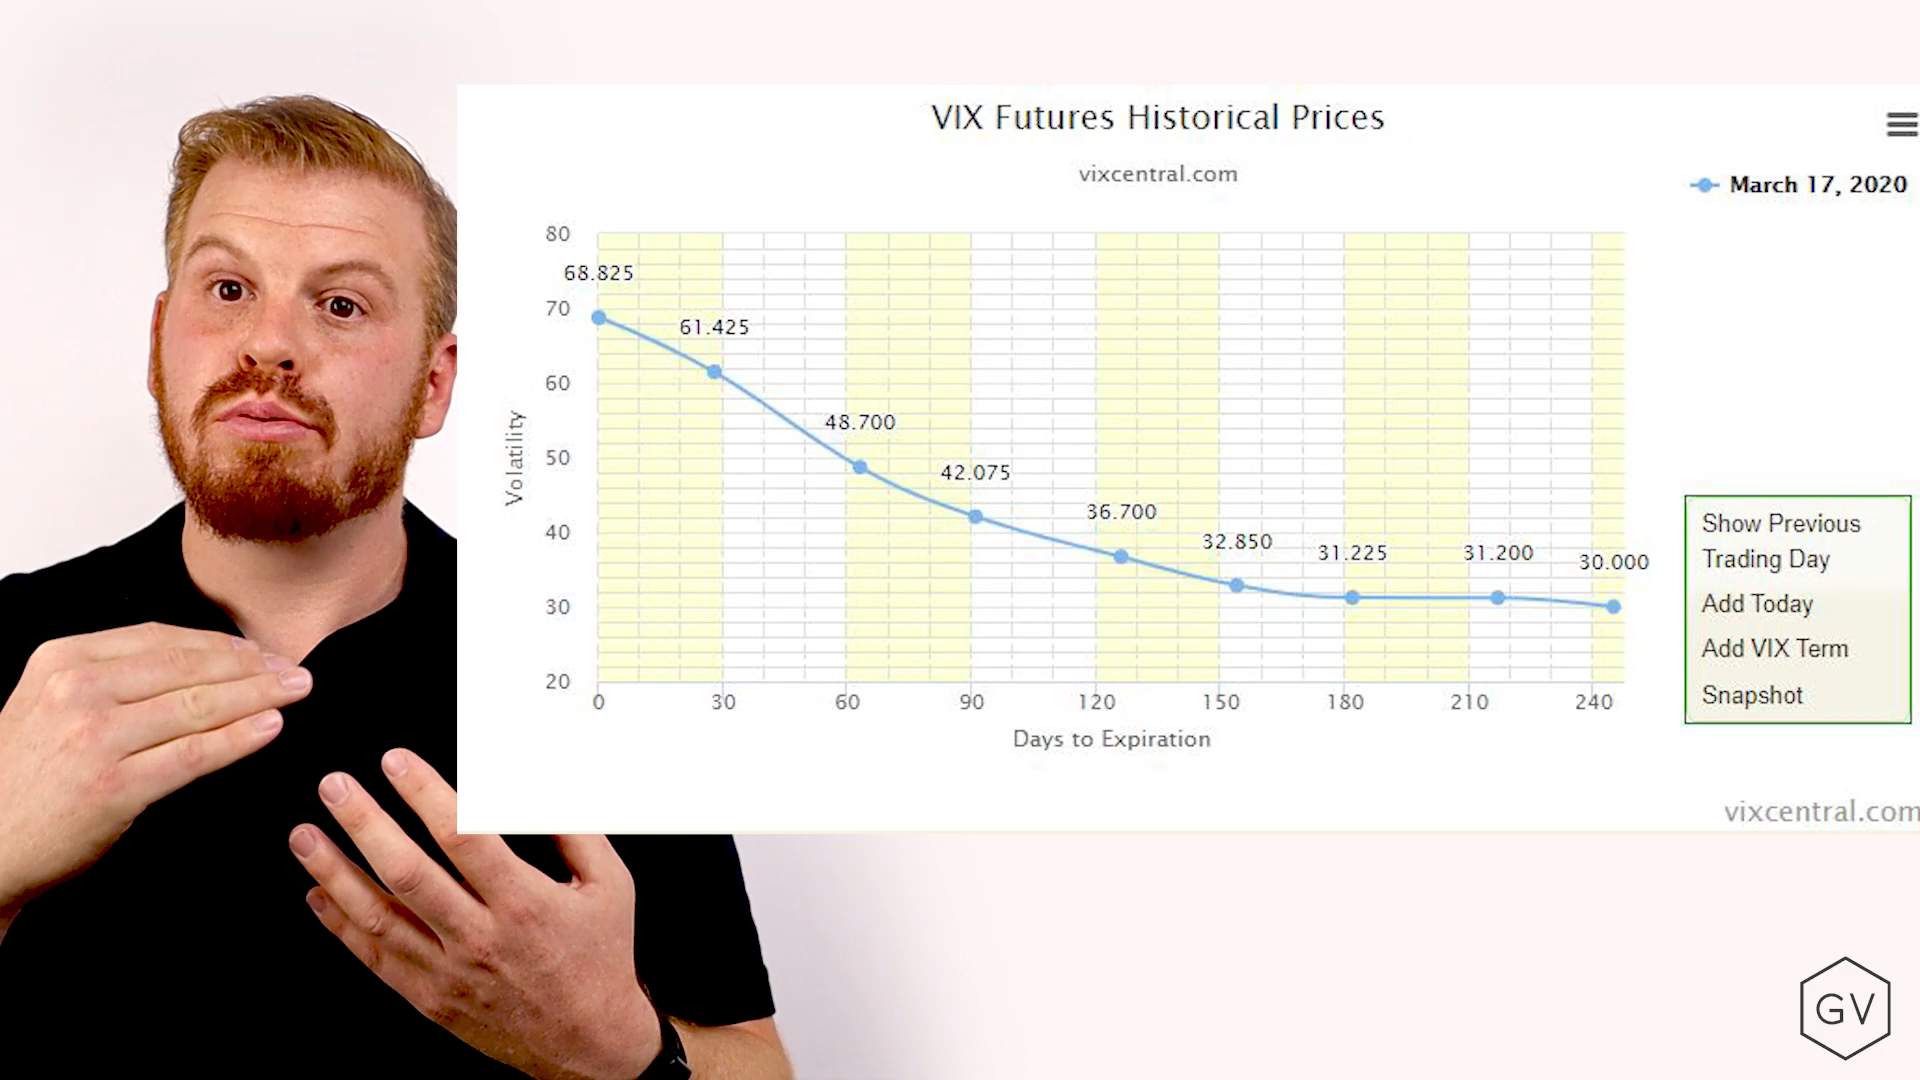 VIX Futures Historical Prices
vixcentral.com
March 17, 2020
80
70
60
50
40
30
20
Volatility
68.825
61.425
48.700
42.075
36.700
32.850
31.225
31.200
30.000
0 30 60 90 120 150 180 210 240
Days to Expiration
Show Previous
Trading Day
Add Today
Add VIX Term
Snapshot
vixcentral.com
GV